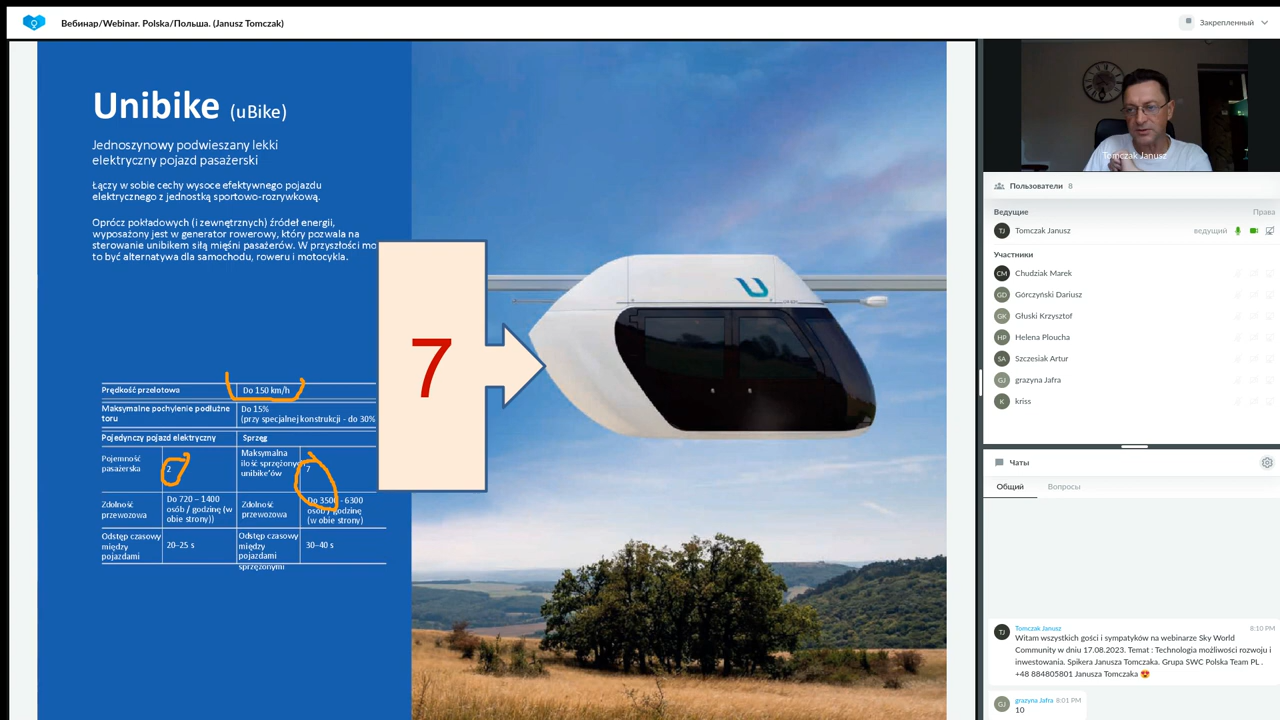 Вебинар/Webinar. Polska/Польша. (Janusz Tomczak)
Закрепленный
Unibike (uBike)
Jednoszynowy podwieszany lekki
elektryczny pojazd pasażerski
Łączy w sobie cechy wysoce efektywnego pojazdu
elektrycznego z jednostką sportowo-rozrywkową.
Oprócz pokładowych (i zewnętrznych) źródeł energii,
wyposażony jest w generator rowerowy, który pozwala na
sterowanie unibikem siłą mięśni pasażerów. W przyszłości mo
to być alternatywa dla samochodu, roweru i motocykla.
7
Prędkość przelotowa
Do 150 km/h
Maksymalne pochylenie podłużne
toru
Do 15%
(przy specjalnej konstrukcji - do 30%
Pojedynczy pojazd elektryczny
Sprzęg
Pojemność
pasażerska
2
Maksymalna
ilość sprzężonych
unibike'ów
7
Zdolność
przewozowa
Do 720 – 1400
osób / godzinę (w
obie strony))
Zdolność
przewozowa
Do 3500 - 6300
osób / godzinę
(w obie strony)
Odstęp czasowy
między
pojazdami
20–25 s
Odstęp czasowy
między
pojazdami
sprzężonymi
30–40 s
Tomczak Janusz
Пользователи 8
Ведущие
Права
TJ Tomczak Janusz ведущий
Участники
CM Chudziak Marek
GD Górczyński Dariusz
GK Głuski Krzysztof
HP Helena Ploucha
SA Szczesiak Artur
GJ grazyna Jafra
K kriss
Чаты
Общий
Вопросы
TJ Tomczak Janusz 8:10 PM
Witam wszystkich gości i sympatyków na webinarze Sky World
Community w dniu 17.08.2023. Temat : Technologia możliwości rozwoju i
inwestowania. Spikera Janusza Tomczaka. Grupa SWC Polska Team PL .
+48 884805801 Janusza Tomczaka 😍
GJ grazyna Jafra 8:01 PM
10